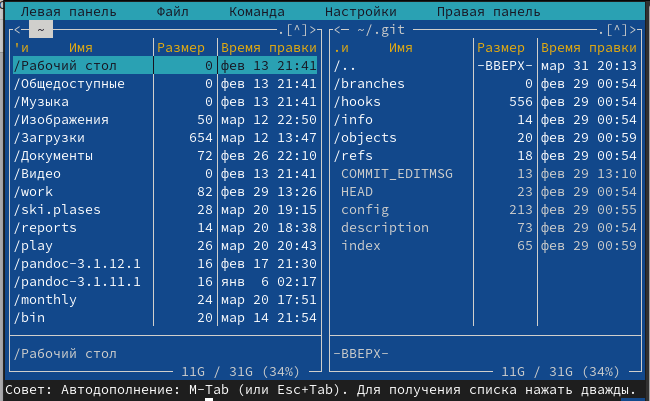 Левая панель Файл Команда Настройки Правая панель
<─ ~ .[^]> <─ ~/.git .[^]>
'и Имя Размер Время правки .и Имя Размер Время правки
/Рабочий стол 0 фев 13 21:41 /.. -ВВЕРХ- мар 31 20:13
/Общедоступные 0 фев 13 21:41 /branches 0 фев 29 00:54
/Музыка 0 фев 13 21:41 /hooks 556 фев 29 00:54
/Изображения 50 мар 12 22:50 /info 14 фев 29 00:54
/Загрузки 654 мар 12 13:47 /objects 20 фев 29 00:59
/Документы 72 фев 26 22:10 /refs 18 фев 29 00:54
/Видео 0 фев 13 21:41 COMMIT_EDITMSG 13 фев 29 13:10
/work 82 фев 29 13:26 HEAD 23 фев 29 00:54
/ski.plases 28 мар 20 19:15 config 213 фев 29 00:55
/reports 14 мар 20 18:38 description 73 фев 29 00:54
/play 26 мар 20 20:43 index 65 фев 29 00:59
/pandoc-3.1.12.1 16 фев 17 21:30
/pandoc-3.1.11.1 16 янв 6 02:17
/monthly 24 мар 20 17:51
/bin 20 мар 14 21:54
/Рабочий стол -ВВЕРХ-
11G / 31G (34%) 11G / 31G (34%)
Совет: Автодополнение: M-Tab (или Esc+Tab). Для получения списка нажать дважды.